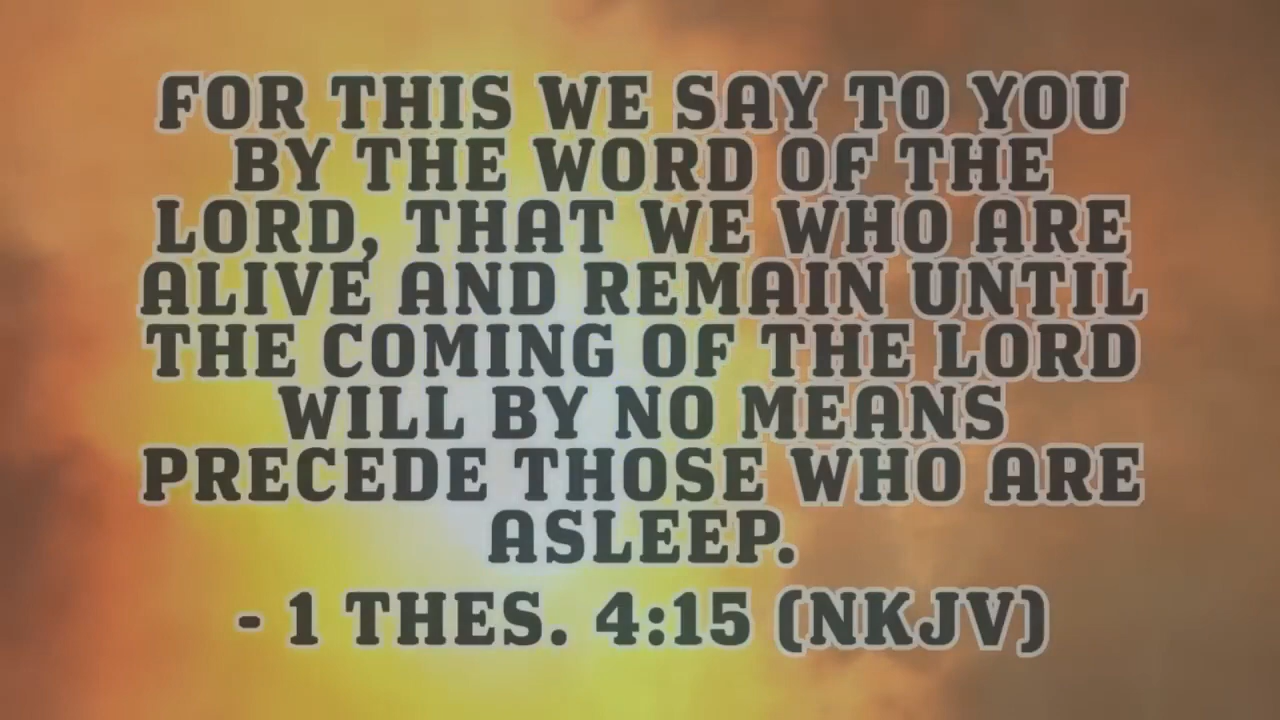 FOR THIS WE SAY TO YOU
BY THE WORD OF THE
LORD, THAT WE WHO ARE
ALIVE AND REMAIN UNTIL
THE COMING OF THE LORD
WILL BY NO MEANS
PRECEDE THOSE WHO ARE
ASLEEP.
- 1 THES. 4:15 (NKJV)